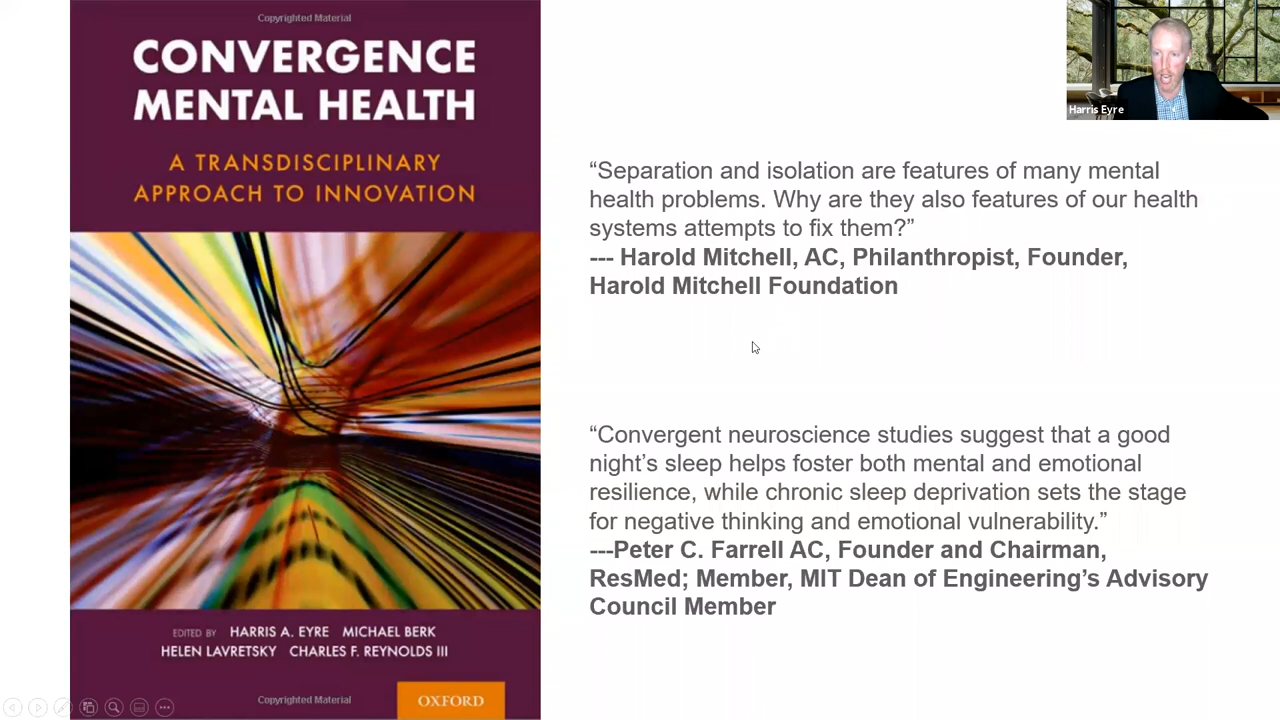 Copyrighted Material
CONVERGENCE
MENTAL HEALTH
A TRANSDISCIPLINARY
APPROACH TO INNOVATION
EDITED BY HARRIS A. EYRE MICHAEL BERK
HELEN LAVRETSKY CHARLES F. REYNOLDS III
Copyrighted Material
OXFORD
Harris Eyre
“Separation and isolation are features of many mental
health problems. Why are they also features of our health
systems attempts to fix them?”
--- Harold Mitchell, AC, Philanthropist, Founder,
Harold Mitchell Foundation
“Convergent neuroscience studies suggest that a good
night’s sleep helps foster both mental and emotional
resilience, while chronic sleep deprivation sets the stage
for negative thinking and emotional vulnerability.”
---Peter C. Farrell AC, Founder and Chairman,
ResMed; Member, MIT Dean of Engineering’s Advisory
Council Member